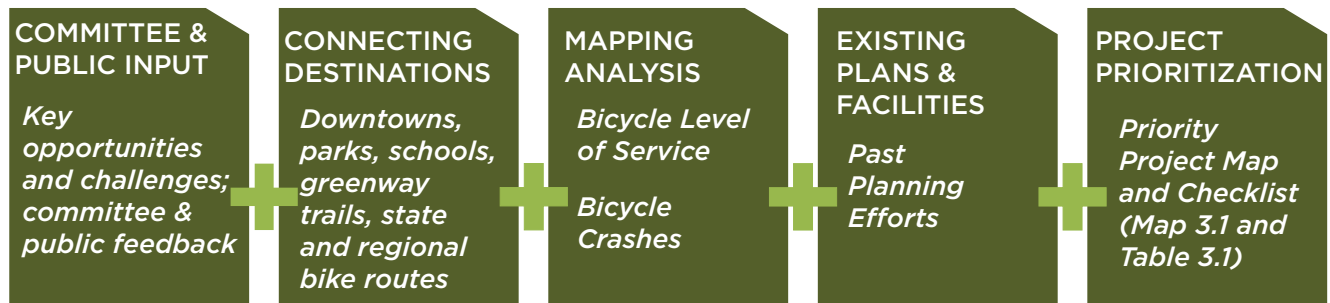 COMMITTEE &
PUBLIC INPUT
Key
opportunities
and challenges;
committee &
public feedback
CONNECTING
DESTINATIONS
Downtowns,
parks, schools,
greenway
trails, state
and regional
bike routes
MAPPING
ANALYSIS
Bicycle Level
of Service
Bicycle
Crashes
EXISTING
PLANS &
FACILITIES
Past
Planning
Efforts
PROJECT
PRIORITIZATION
Priority
Project Map
and Checklist
(Map 3.1 and
Table 3.1)